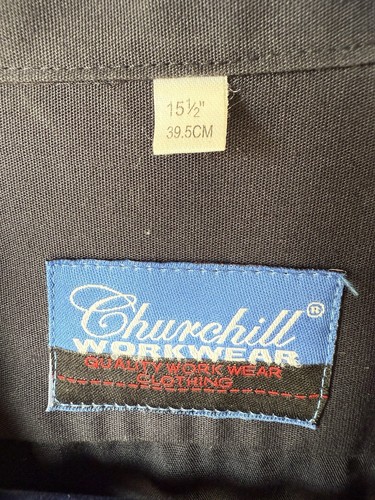 15½"
39.5CM
Churchill®
WORKWEAR
QUALITY WORK WEAR
CLOTHING